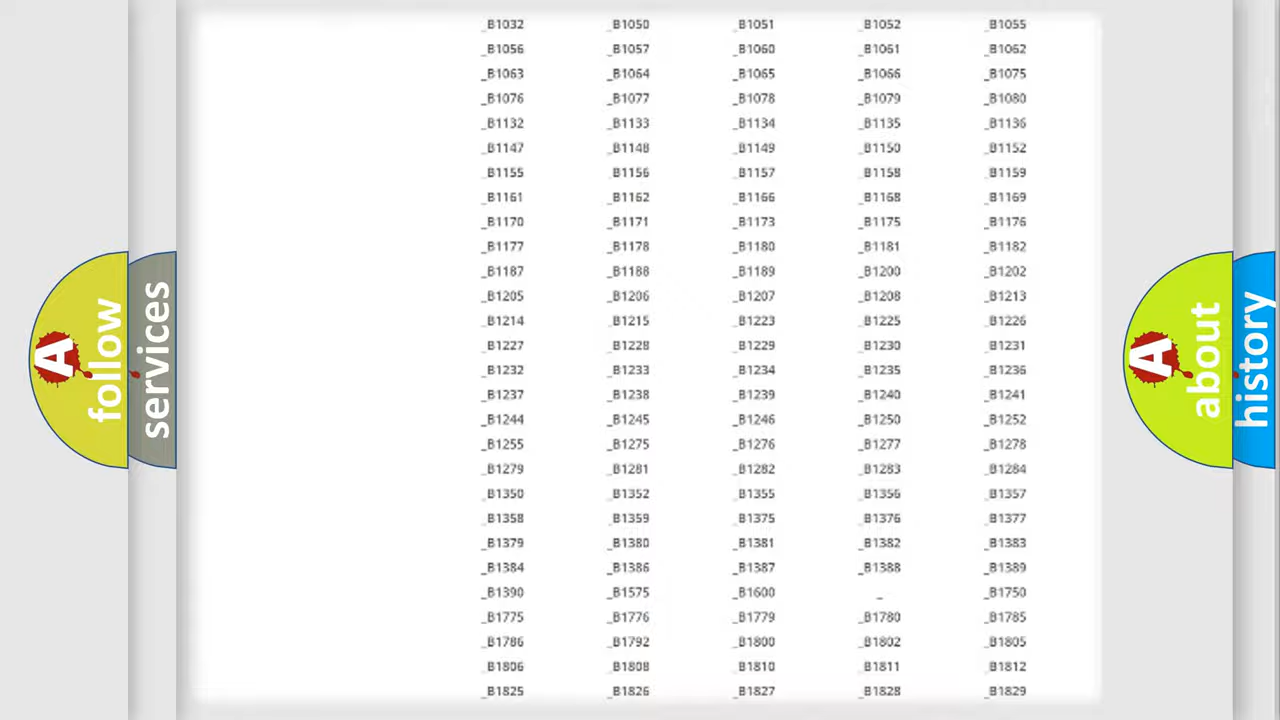 _B1032 _B1050 _B1051 _B1052 _B1055
_B1056 _B1057 _B1060 _B1061 _B1062
_B1063 _B1064 _B1065 _B1066 _B1075
_B1076 _B1077 _B1078 _B1079 _B1080
_B1132 _B1133 _B1134 _B1135 _B1136
_B1147 _B1148 _B1149 _B1150 _B1152
_B1155 _B1156 _B1157 _B1158 _B1159
_B1161 _B1162 _B1166 _B1168 _B1169
_B1170 _B1171 _B1173 _B1175 _B1176
_B1177 _B1178 _B1180 _B1181 _B1182
_B1187 _B1188 _B1189 _B1200 _B1202
_B1205 _B1206 _B1207 _B1208 _B1213
_B1214 _B1215 _B1223 _B1225 _B1226
_B1227 _B1228 _B1229 _B1230 _B1231
_B1232 _B1233 _B1234 _B1235 _B1236
_B1237 _B1238 _B1239 _B1240 _B1241
_B1244 _B1245 _B1246 _B1250 _B1252
_B1255 _B1275 _B1276 _B1277 _B1278
_B1279 _B1281 _B1282 _B1283 _B1284
_B1350 _B1352 _B1355 _B1356 _B1357
_B1358 _B1359 _B1375 _B1376 _B1377
_B1379 _B1380 _B1381 _B1382 _B1383
_B1384 _B1386 _B1387 _B1388 _B1389
_B1390 _B1575 _B1600 _ _B1750
_B1775 _B1776 _B1779 _B1780 _B1785
_B1786 _B1792 _B1800 _B1802 _B1805
_B1806 _B1808 _B1810 _B1811 _B1812
_B1825 _B1826 _B1827 _B1828 _B1829
A follow
services
A about
history